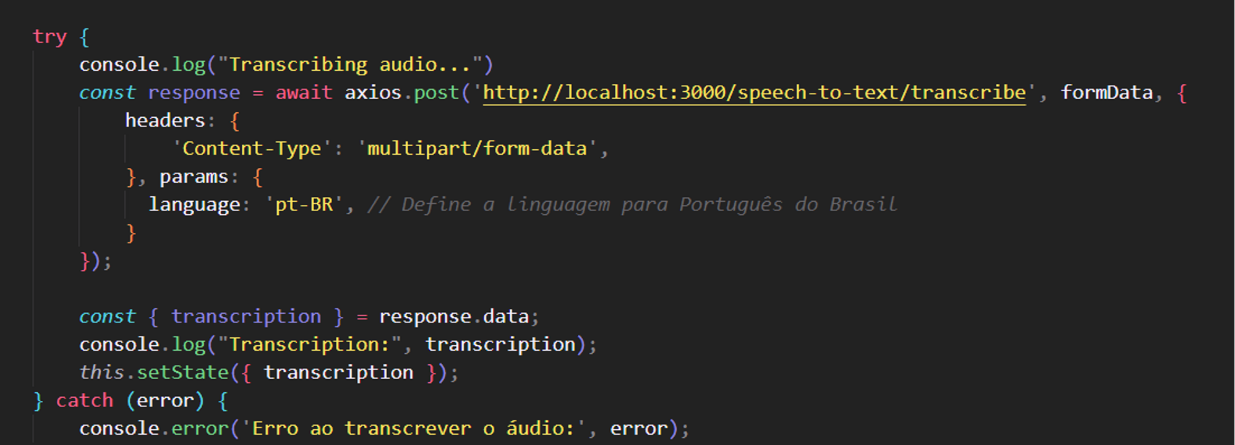 try {
    console.log("Transcribing audio...")
    const response = await axios.post('http://localhost:3000/speech-to-text/transcribe', formData, {
        headers: {
            'Content-Type': 'multipart/form-data',
        }, params: {
          language: 'pt-BR', // Define a linguagem para Português do Brasil
        }
    });

    const { transcription } = response.data;
    console.log("Transcription:", transcription);
    this.setState({ transcription });
} catch (error) {
    console.error('Erro ao transcrever o áudio:', error);